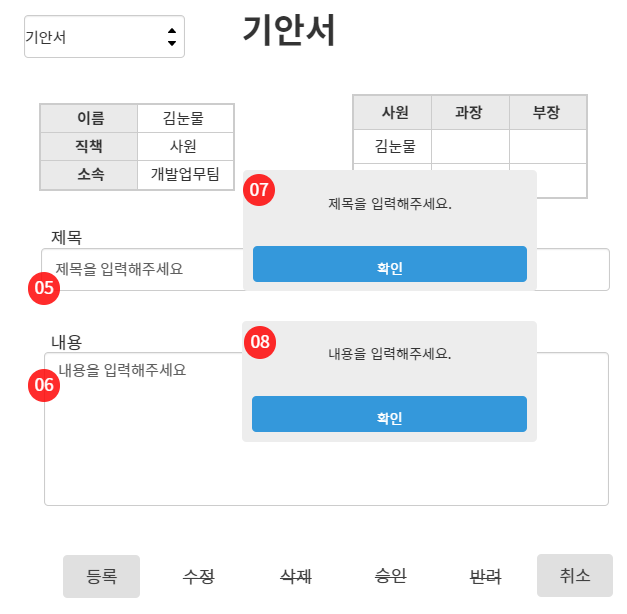 기안서
기안서
이름 김눈물
직책 사원
소속 개발업무팀
사원 과장 부장
김눈물
07
제목을 입력해주세요.
확인
제목
제목을 입력해주세요
05
08
내용을 입력해주세요.
확인
내용
내용을 입력해주세요
06
등록 수정 삭제 승인 반려 취소